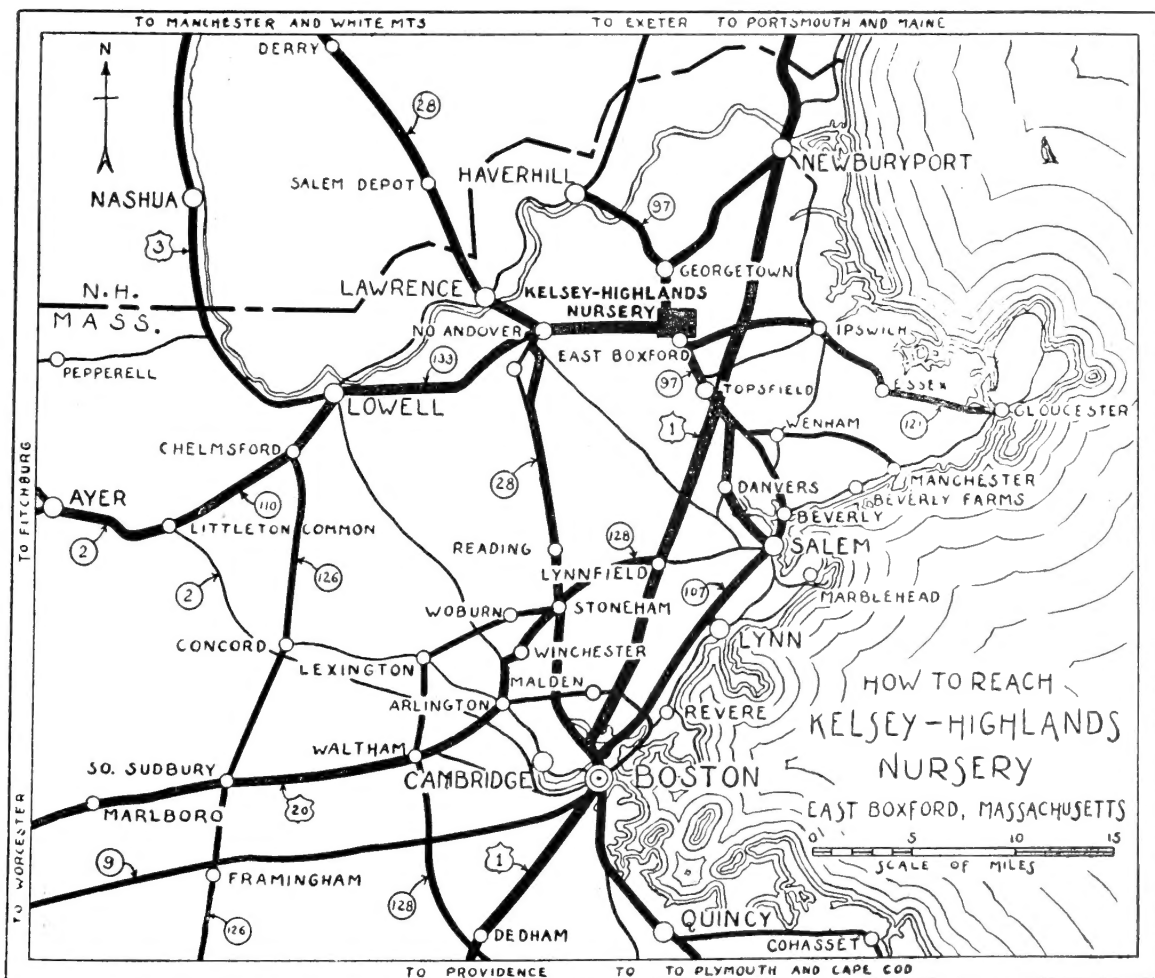 TO MANCHESTER AND WHITE MTS
TO EXETER
TO PORTSMOUTH AND MAINE
N
DERRY
28
SALEM DEPOT
HAVERHILL
NEWBURYPORT
NASHUA
97
3
GEORGETOWN
N.H.
MASS.
LAWRENCE
KELSEY-HIGHLANDS
NURSERY
NO ANDOVER
IPSWICH
EAST BOXFORD
PEPPERELL
133
97
TOPSFIELD
ESSEX
LOWELL
GLOUCESTER
121
1
WENHAM
CHELMSFORD
28
MANCHESTER
DANVERS
BEVERLY FARMS
AYER
110
BEVERLY
LITTLETON COMMON
TO FITCHBURG
2
READING
128
SALEM
LYNNFIELD
2
126
107
MARBLEHEAD
WOBURN
STONEHAM
LYNN
CONCORD
WINCHESTER
LEXINGTON
MALDEN
ARLINGTON
REVERE
WALTHAM
SO. SUDBURY
CAMBRIDGE
BOSTON
20
MARLBORO
TO WORCESTER
9
1
FRAMINGHAM
128
QUINCY
126
DEDHAM
COHASSET
HOW TO REACH
KELSEY-HIGHLANDS
NURSERY
EAST BOXFORD, MASSACHUSETTS
0 5 10 15
SCALE OF MILES
TO PROVIDENCE
TO
TO PLYMOUTH AND CAPE COD